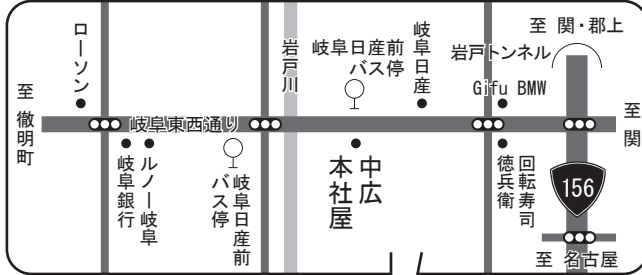 至 関・郡上
ローソン
岩戸川
岐阜日産前
バス停
岐阜日産
岩戸トンネル
Gifu BMW
至 徹明町
岐阜東西通り
至 関
岐阜銀行
ルノー岐阜
岐阜日産前
バス停
中広
本社屋
回転寿司
徳兵衛
156
至 名古屋